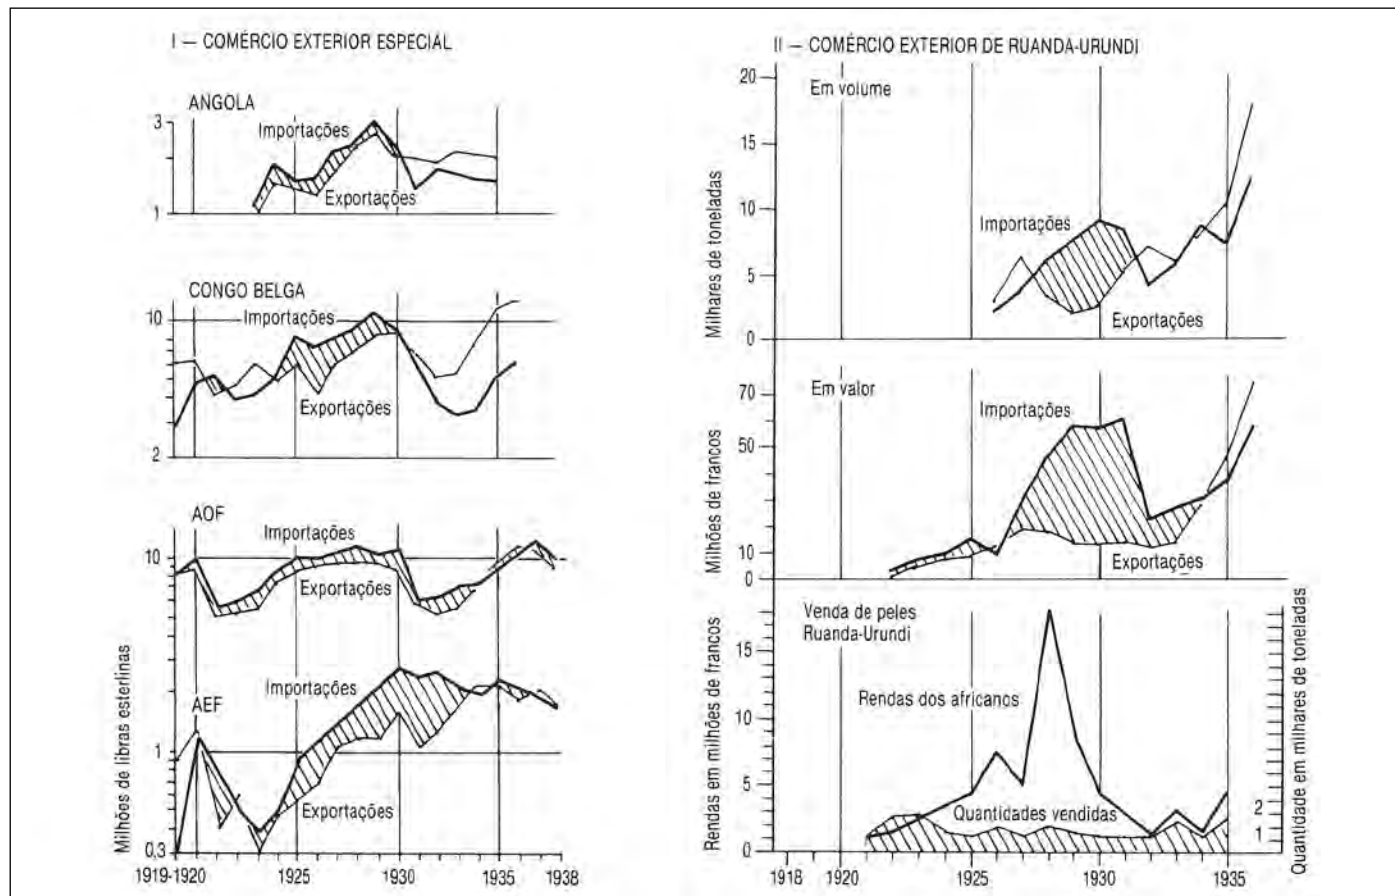 I — COMÉRCIO EXTERIOR ESPECIAL
ANGOLA
3
1
Importações
Exportações
CONGO BELGA
10
2
Importações
Exportações
AOF
10
Importações
Exportações
AEF
1
0,3
Importações
Exportações
Milhões de libras esterlinas
1919-1920
1925
1930
1935
1938
II — COMÉRCIO EXTERIOR DE RUANDA-URUNDI
Em volume
20
15
10
5
0
Milhares de toneladas
Importações
Exportações
Em valor
70
50
10
0
Milhões de francos
Importações
Exportações
Venda de peles
Ruanda-Urundi
15
10
5
0
Rendas em milhões de francos
Rendas dos africanos
Quantidades vendidas
2
1
Quantidade em milhares de toneladas
1918
1920
1925
1930
1935